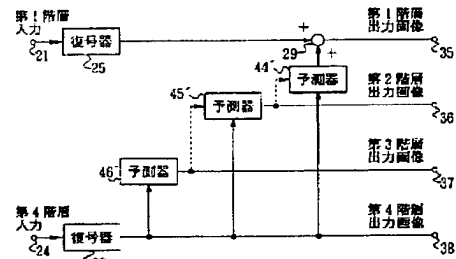 第1階層
入力
21
復号器
25
+
29
+
第1階層
出力画像
35
44
予測器
第2階層
出力画像
36
45
予測器
第3階層
出力画像
37
46
予測器
第4階層
入力
24
復号器
第4階層
出力画像
38